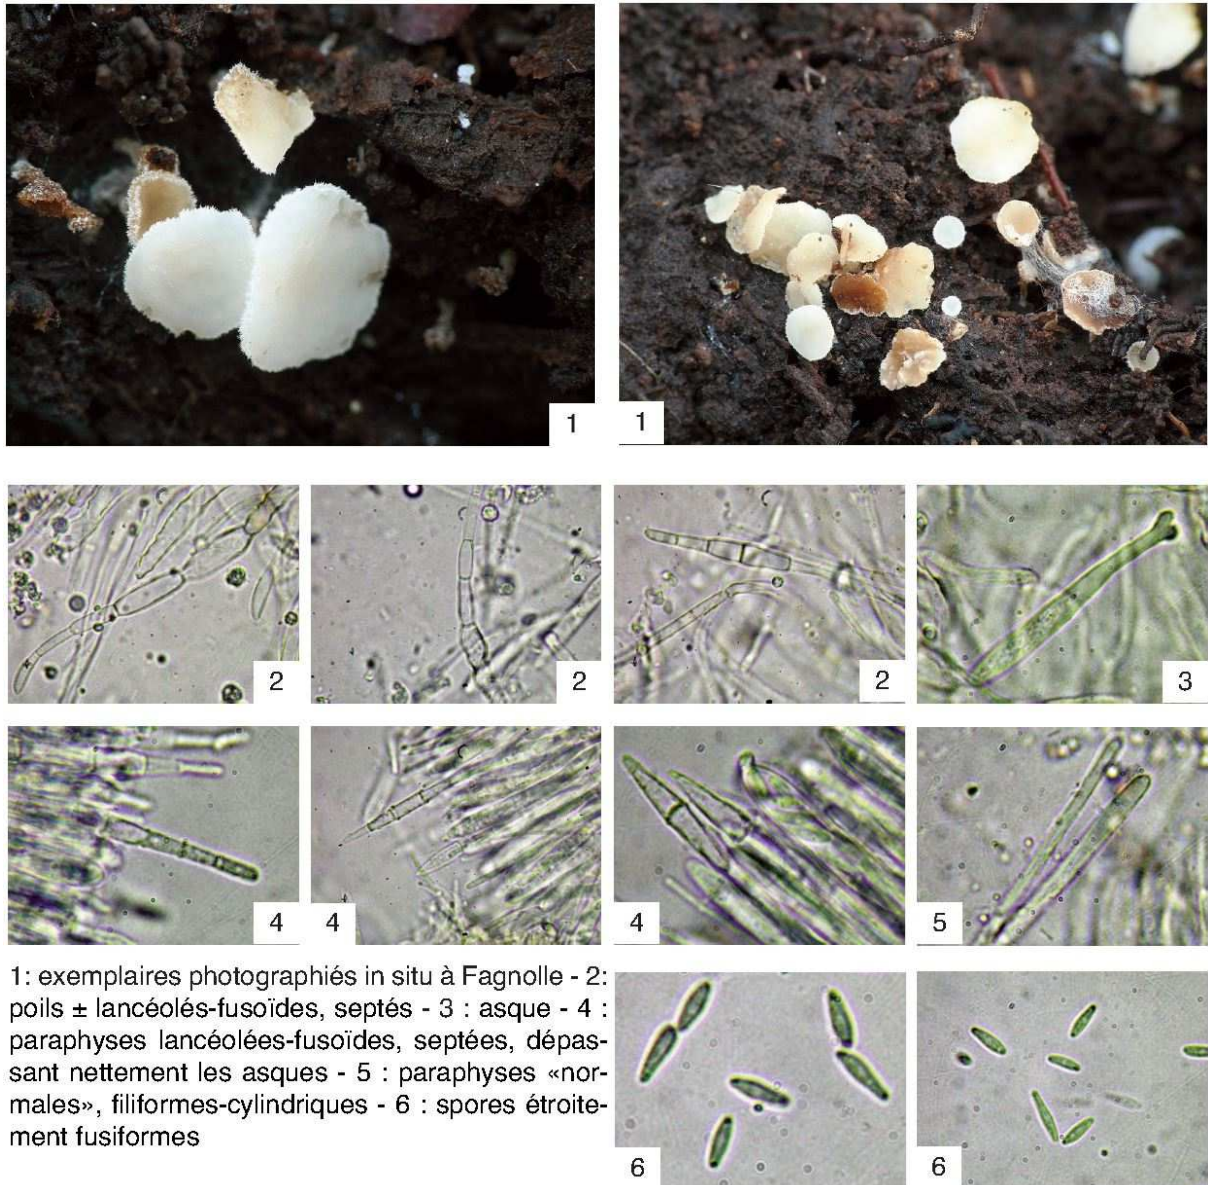 1
1
2
2
2
3
4
4
4
5
1: exemplaires photographiés in situ à Fagnolle - 2:
poils ± lancéolés-fusoïdes, septés - 3 : asque - 4 :
paraphyses lancéolées-fusoïdes, septées, dépas-
sant nettement les asques - 5 : paraphyses «nor-
males», filiformes-cylindriques - 6 : spores étroite-
ment fusiformes
6
6